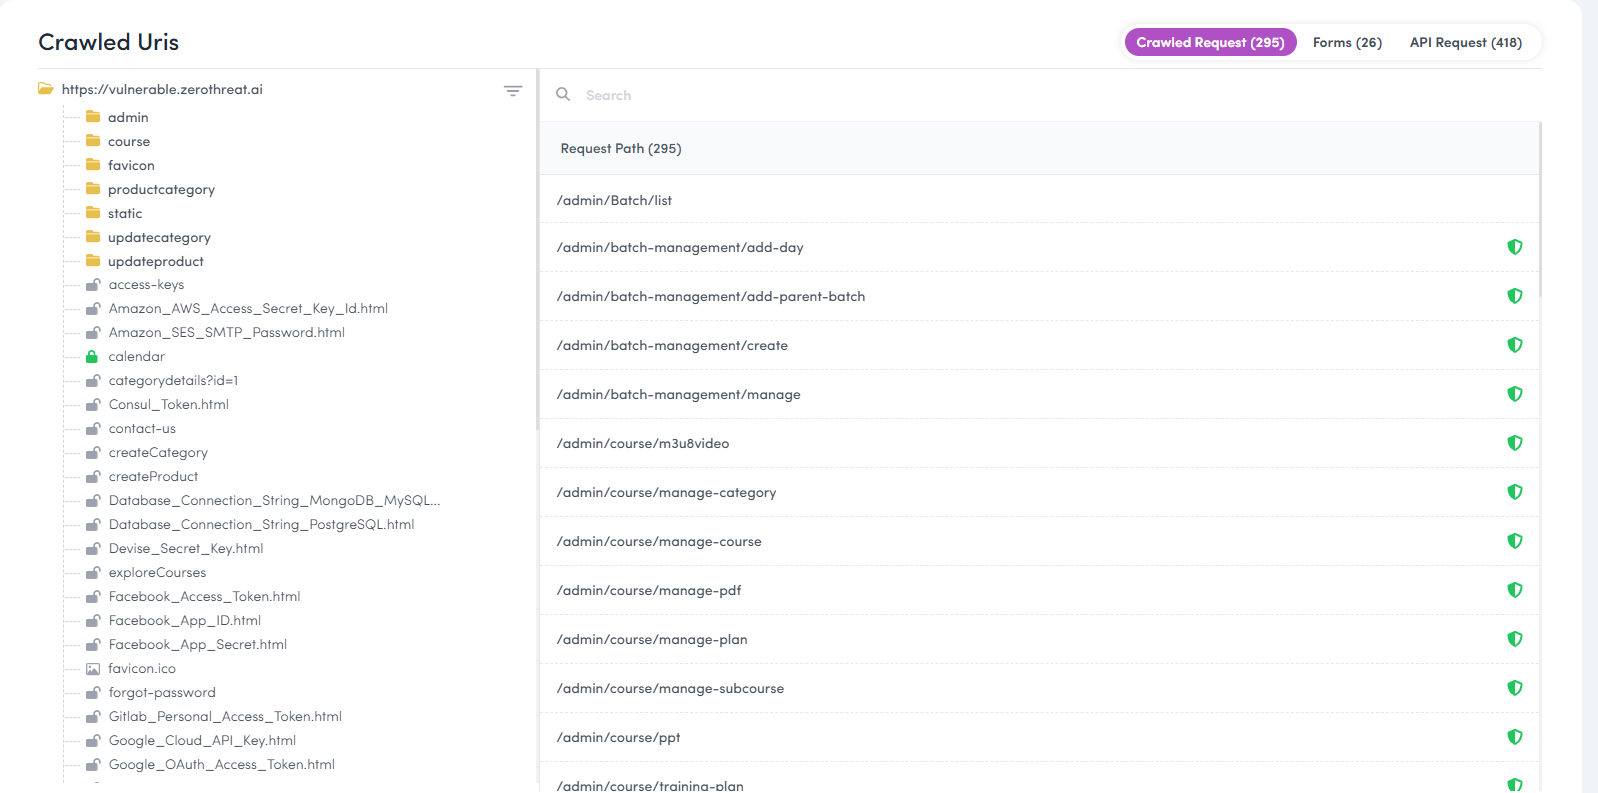 Crawled Uris
Crawled Request (295)
Forms (26)
API Request (418)
https://vulnerable.zerothreat.ai
admin
course
favicon
productcategory
static
updatecategory
updateproduct
access-keys
Amazon_AWS_Access_Secret_Key_Id.html
Amazon_SES_SMTP_Password.html
calendar
categorydetails?id=1
Consul_Token.html
contact-us
createCategory
createProduct
Database_Connection_String_MongoDB_MySQL...
Database_Connection_String_PostgreSQL.html
Devise_Secret_Key.html
exploreCourses
Facebook_Access_Token.html
Facebook_App_ID.html
Facebook_App_Secret.html
favicon.ico
forgot-password
Gitlab_Personal_Access_Token.html
Google_Cloud_API_Key.html
Google_OAuth_Access_Token.html
Search
Request Path (295)
/admin/Batch/list
/admin/batch-management/add-day
/admin/batch-management/add-parent-batch
/admin/batch-management/create
/admin/batch-management/manage
/admin/course/m3u8video
/admin/course/manage-category
/admin/course/manage-course
/admin/course/manage-pdf
/admin/course/manage-plan
/admin/course/manage-subcourse
/admin/course/ppt
/admin/course/training-plan